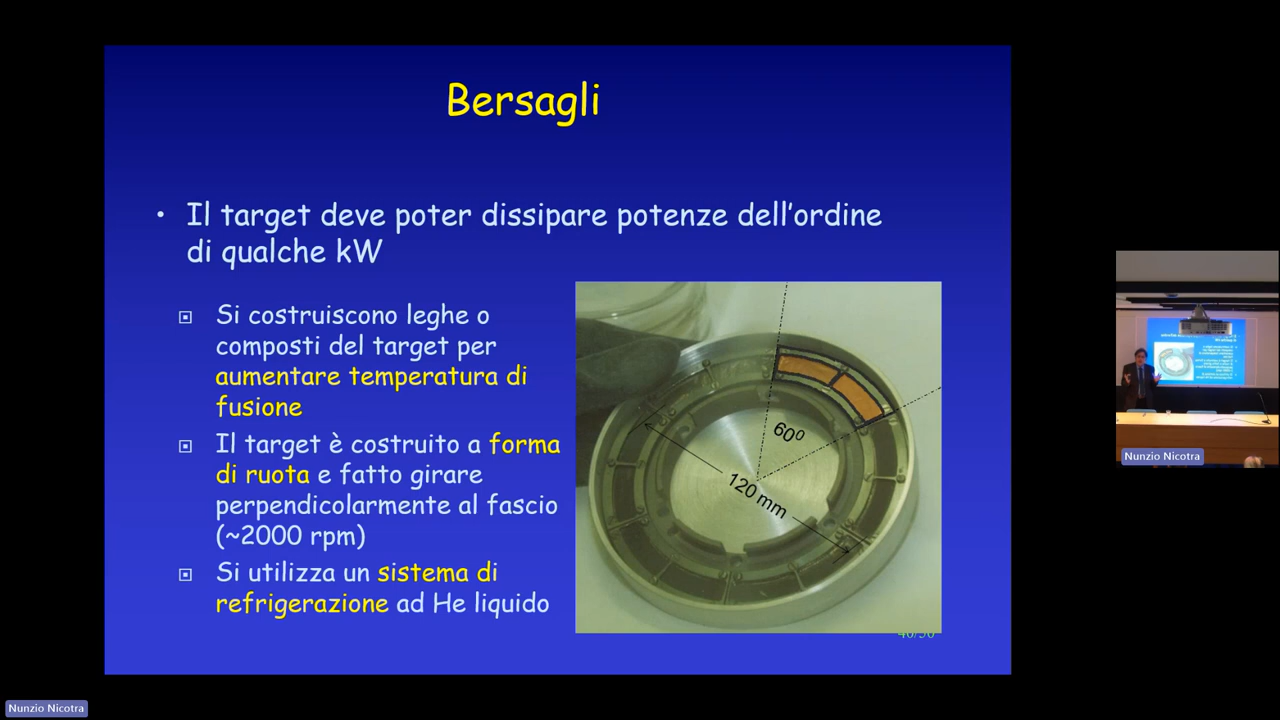 Bersagli
• Il target deve poter dissipare potenze dell'ordine
di qualche kW
Si costruiscono leghe o
composti del target per
aumentare temperatura di
fusione
Il target è costruito a forma
di ruota e fatto girare
perpendicolarmente al fascio
(~2000 rpm)
Si utilizza un sistema di
refrigerazione ad He liquido
60⁰
120 mm
Nunzio Nicotra
Nunzio Nicotra